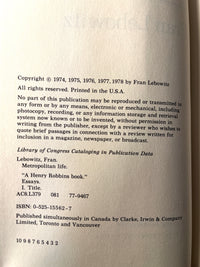 Copyright © 1974, 1975, 1976, 1977, 1978 by Fran Lebowitz
All rights reserved. Printed in the U.S.A.
No part of this publication may be reproduced or transmitted in
any form or by any means, electronic or mechanical, including
photocopy, recording, or any information storage and retrieval
system now known or to be invented, without permission in
writing from the publisher, except by a reviewer who wishes to
quote brief passages in connection with a review written for
inclusion in a magazine, newspaper, or broadcast.
Library of Congress Cataloging in Publication Data
Lebowitz, Fran.
Metropolitan life.
"A Henry Robbins book."
Essays.
I. Title.
AC8.L379 081 77-9467
ISBN: 0-525-15562-7
Published simultaneously in Canada by Clarke, Irwin & Company
Limited, Toronto and Vancouver
10 9 8 7 6 5 4 3 2